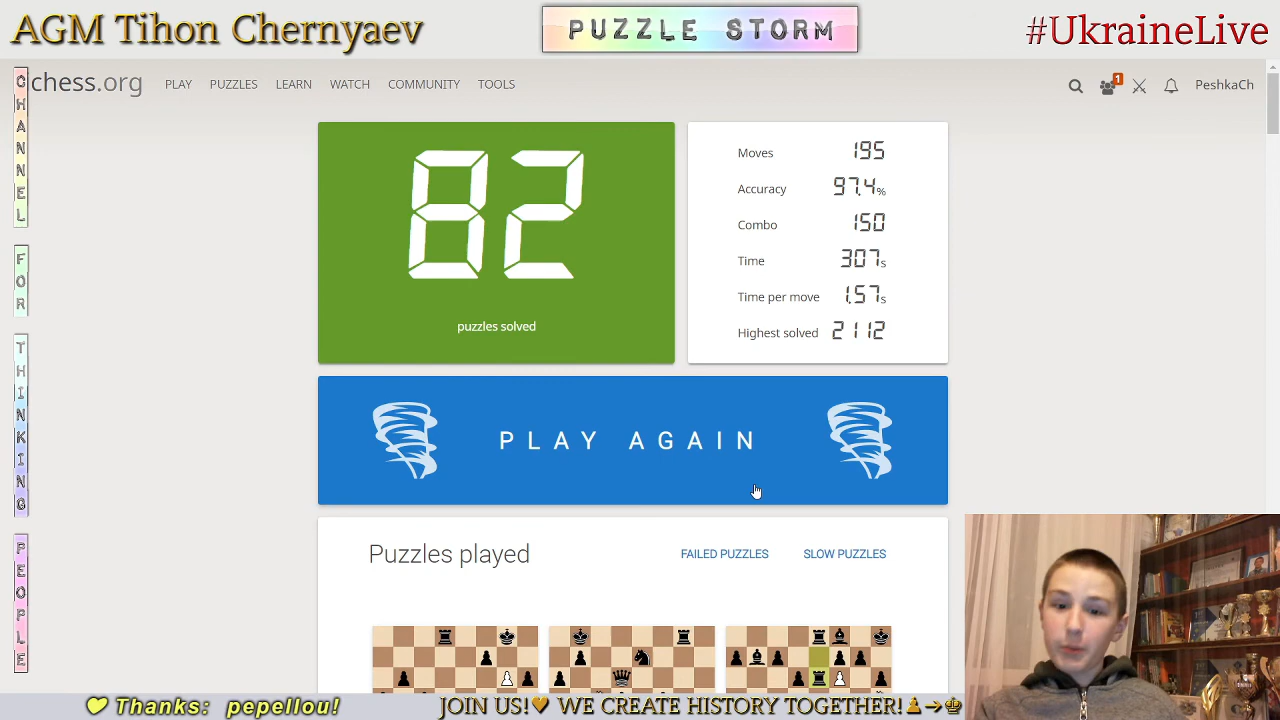 AGM Tihon Chernyaev
PUZZLE STORM
#UkraineLive
CHANNEL FOR THINKING PEOPLE
chess.org
PLAY PUZZLES LEARN WATCH COMMUNITY TOOLS
1
PeshkaCh
82
puzzles solved
Moves 195
Accuracy 97.4%
Combo 150
Time 307s
Time per move 1.57s
Highest solved 2112
PLAY AGAIN
Puzzles played
FAILED PUZZLES
SLOW PUZZLES
Thanks: pepellou!
JOIN US! WE CREATE HISTORY TOGETHER!